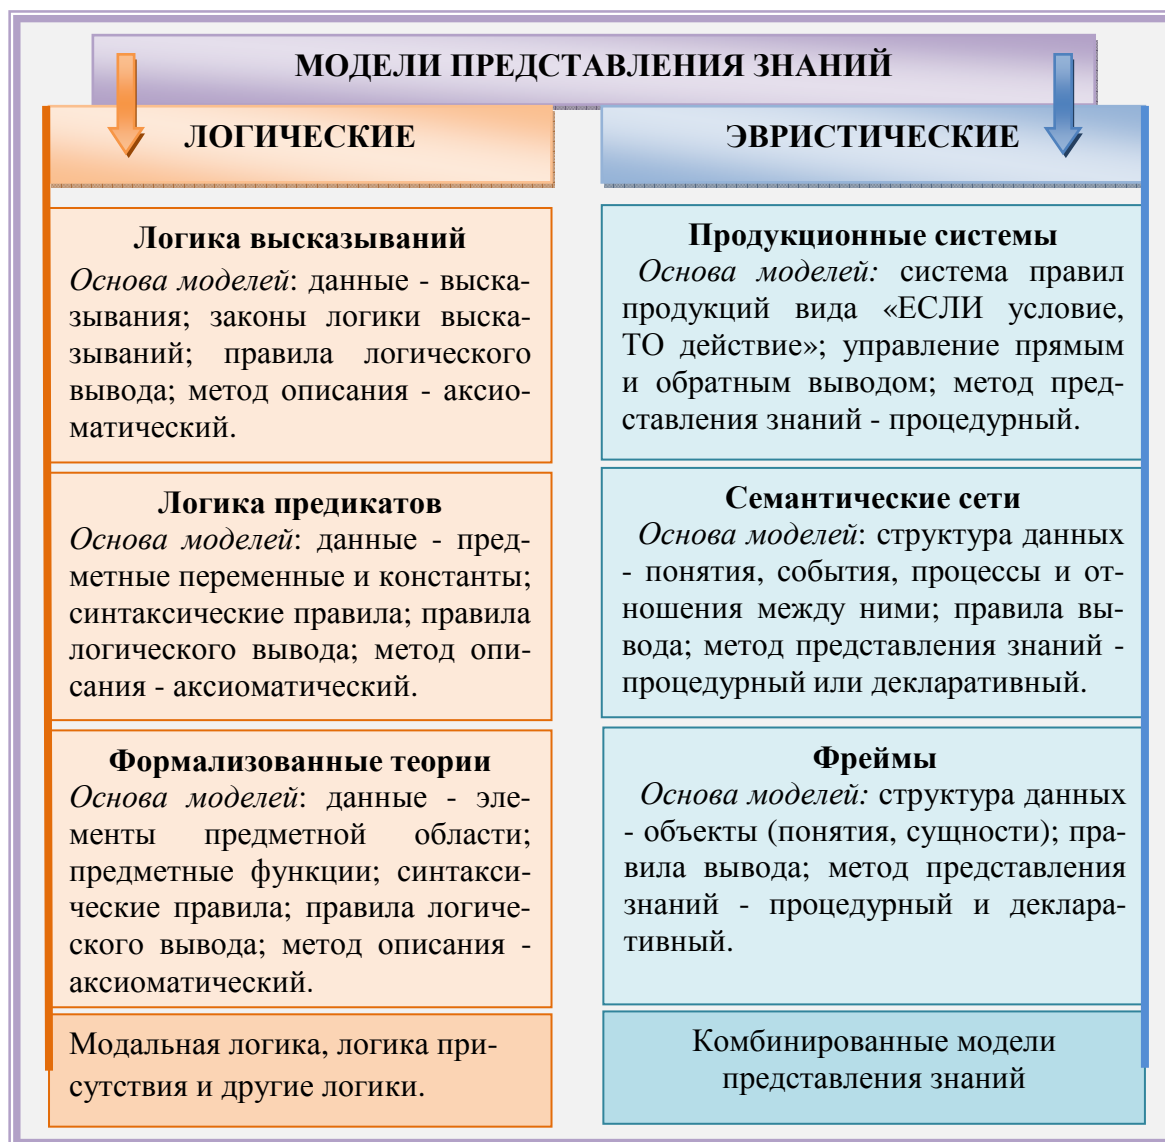 МОДЕЛИ ПРЕДСТАВЛЕНИЯ ЗНАНИЙ
ЛОГИЧЕСКИЕ
Логика высказываний
Основа моделей: данные - выска-
зывания; законы логики выска-
зываний; правила логического
вывода; метод описания - аксио-
матический.
Логика предикатов
Основа моделей: данные - пред-
метные переменные и константы;
синтаксические правила; правила
логического вывода; метод опи-
сания - аксиоматический.
Формализованные теории
Основа моделей: данные - эле-
менты предметной области;
предметные функции; синтакси-
ческие правила; правила логиче-
ского вывода; метод описания -
аксиоматический.
Модальная логика, логика при-
сутствия и другие логики.
ЭВРИСТИЧЕСКИЕ
Продукционные системы
Основа моделей: система правил
продукций вида «ЕСЛИ условие,
ТО действие»; управление прямым
и обратным выводом; метод пред-
ставления знаний - процедурный.
Семантические сети
Основа моделей: структура данных
- понятия, события, процессы и от-
ношения между ними; правила вы-
вода; метод представления знаний -
процедурный или декларативный.
Фреймы
Основа моделей: структура данных
- объекты (понятия, сущности); пра-
вила вывода; метод представления
знаний - процедурный и деклара-
тивный.
Комбинированные модели
представления знаний